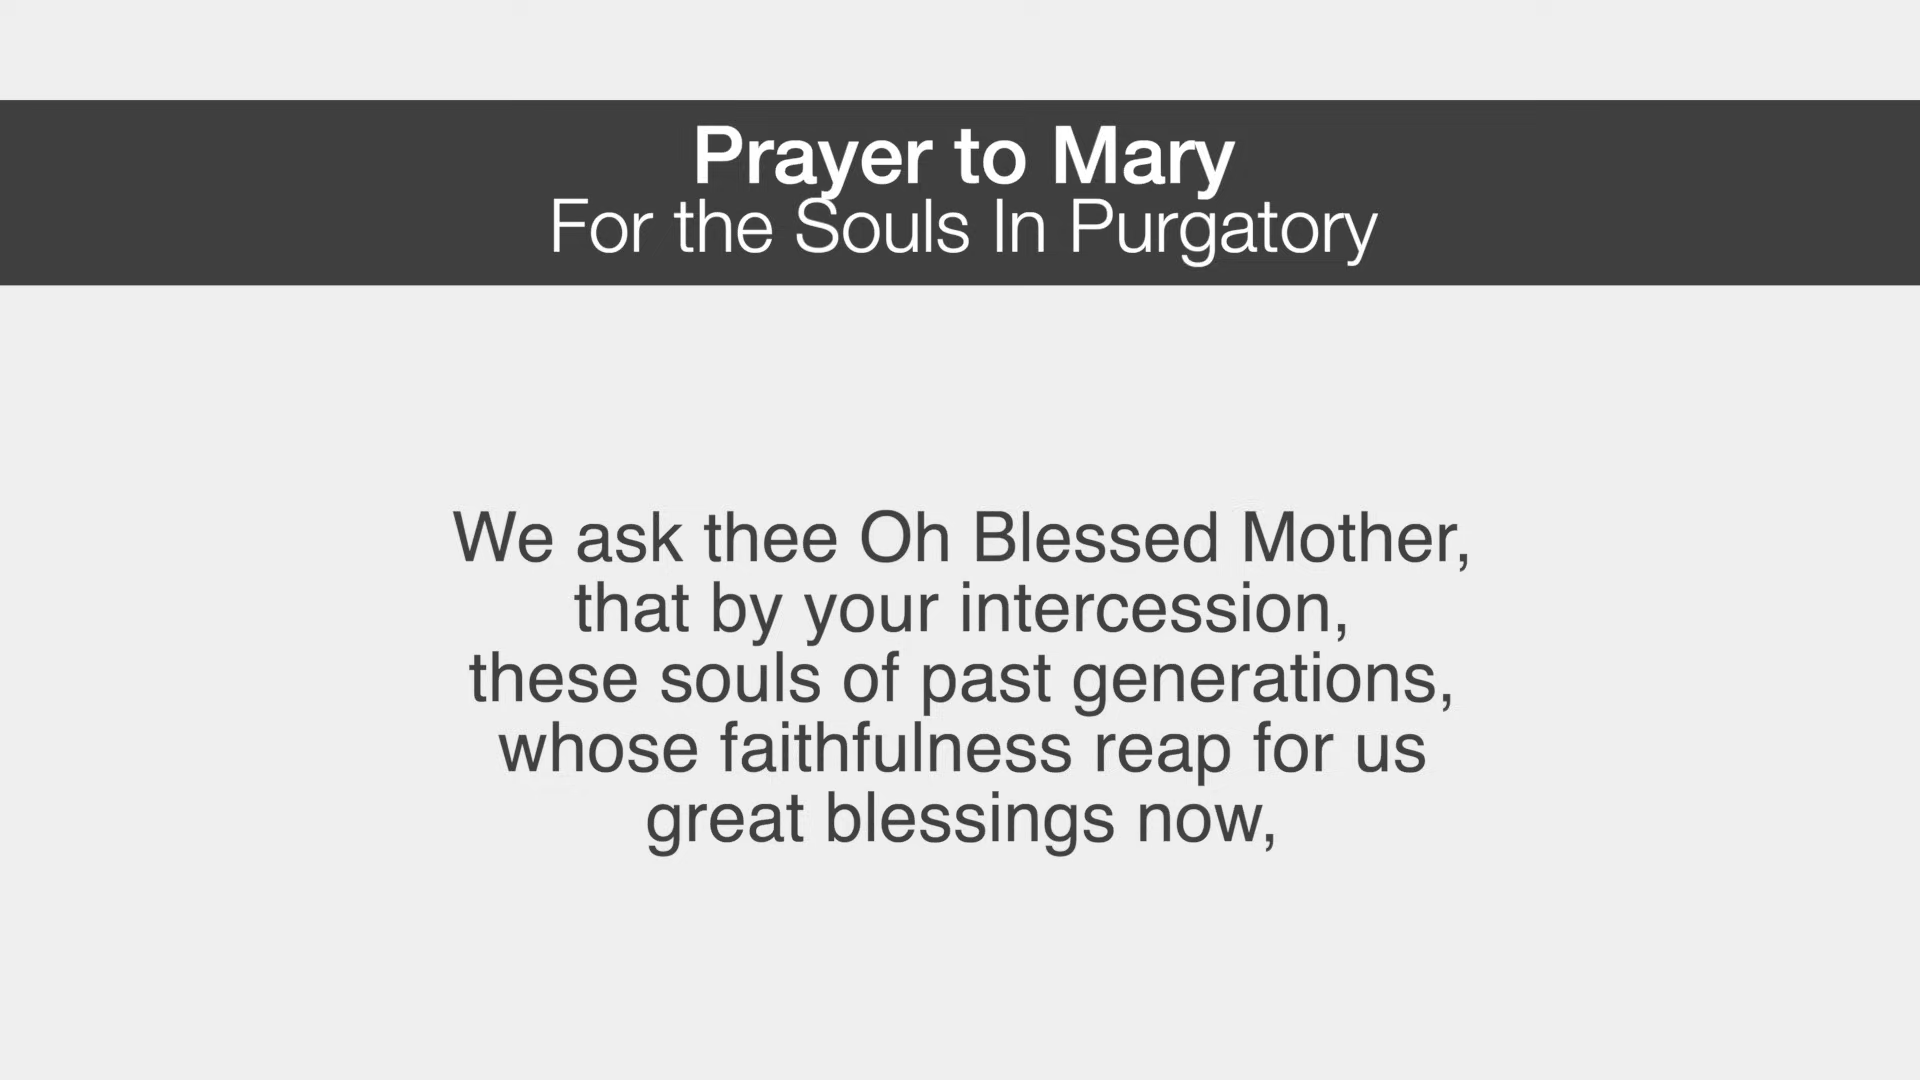 Prayer to Mary
For the Souls In Purgatory
We ask thee Oh Blessed Mother,
that by your intercession,
these souls of past generations,
whose faithfulness reap for us
great blessings now,